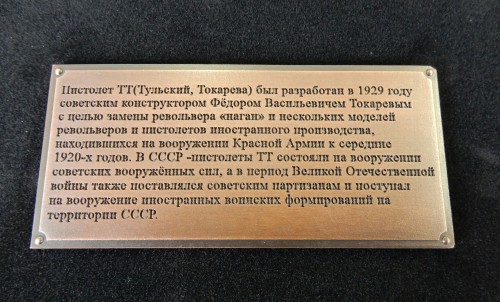 Пистолет ТТ(Тульский, Токарева) был разработан в 1929 году
советским конструктором Фёдором Васильевичем Токаревым
с целью замены револьвера «наган» и нескольких моделей
револьверов и пистолетов иностранного производства,
находившихся на вооружении Красной Армии к середине
1920-х годов. В СССР -пистолеты ТТ состояли на вооружении
советских вооружённых сил, а в период Великой Отечественной
войны также поставлялся советским партизанам и поступал
на вооружение иностранных воинских формирований на
территории СССР.